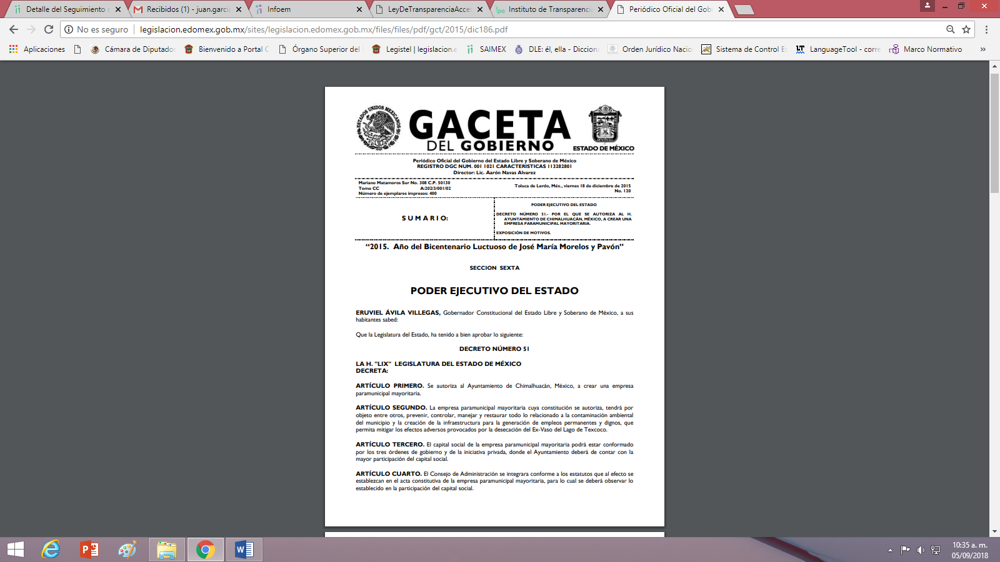 Detalle del Seguimiento
Recibidos (1) - juan.garcia
Infoem
LeyDeTransparenciaAcce
Instituto de Transparencia
Periódico Oficial del Gob
No es seguro
legislacion.edomex.gob.mx/sites/legislacion.edomex.gob.mx/files/files/pdf/gct/2015/dic186.pdf
Aplicaciones
Cámara de Diputados
Bienvenido a Portal
Órgano Superior del
Legistel | legislacion.e
SAIMEX
DLE: él, ella - Diccion
Orden Jurídico Nacio
Sistema de Control E
LanguageTool - corre
Marco Normativo
»
ESTADOS UNIDOS MEXICANOS
GACETA
DEL GOBIERNO
ESTADO DE MÉXICO
Periódico Oficial del Gobierno del Estado Libre y Soberano de México
REGISTRO DGC NUM. 001 1021 CARACTERISTICAS 113282801
Director: Lic. Aarón Navas Alvarez
Mariano Matamoros Sur No. 308 C.P. 50130
Tomo CC A:202/3/001/02
Número de ejemplares impresos: 400
Toluca de Lerdo, Méx., viernes 18 de diciembre de 2015
No. 120
S U M A R I O:
PODER EJECUTIVO DEL ESTADO
DECRETO NÚMERO 51.- POR EL QUE SE AUTORIZA AL H.
AYUNTAMIENTO DE CHIMALHUACÁN, MÉXICO, A CREAR UNA
EMPRESA PARAMUNICIPAL MAYORITARIA.
EXPOSICIÓN DE MOTIVOS.
“2015. Año del Bicentenario Luctuoso de José María Morelos y Pavón”
SECCION SEXTA
PODER EJECUTIVO DEL ESTADO
ERUVIEL ÁVILA VILLEGAS, Gobernador Constitucional del Estado Libre y Soberano de México, a sus
habitantes sabed:
Que la Legislatura del Estado, ha tenido a bien aprobar lo siguiente:
DECRETO NÚMERO 51
LA H. "LIX" LEGISLATURA DEL ESTADO DE MÉXICO
DECRETA:
ARTÍCULO PRIMERO. Se autoriza al Ayuntamiento de Chimalhuacán, México, a crear una empresa
paramunicipal mayoritaria.
ARTÍCULO SEGUNDO. La empresa paramunicipal mayoritaria cuya constitución se autoriza, tendrá por
objeto entre otros, prevenir, controlar, manejar y restaurar todo lo relacionado a la contaminación ambiental
del municipio y la creación de la infraestructura para la generación de empleos permanentes y dignos, que
permita mitigar los efectos adversos provocados por la desecación del Ex-Vaso del Lago de Texcoco.
ARTÍCULO TERCERO. El capital social de la empresa paramunicipal mayoritaria podrá estar conformado
por los tres órdenes de gobierno y de la iniciativa privada, donde el Ayuntamiento deberá de contar con la
mayor participación del capital social.
ARTÍCULO CUARTO. El Consejo de Administración se integrara conforme a los estatutos que al efecto se
establezcan en el acta constitutiva de la empresa paramunicipal mayoritaria, para lo cual se deberá observar lo
establecido en la participación del capital social.
10:35 a. m.
05/09/2018